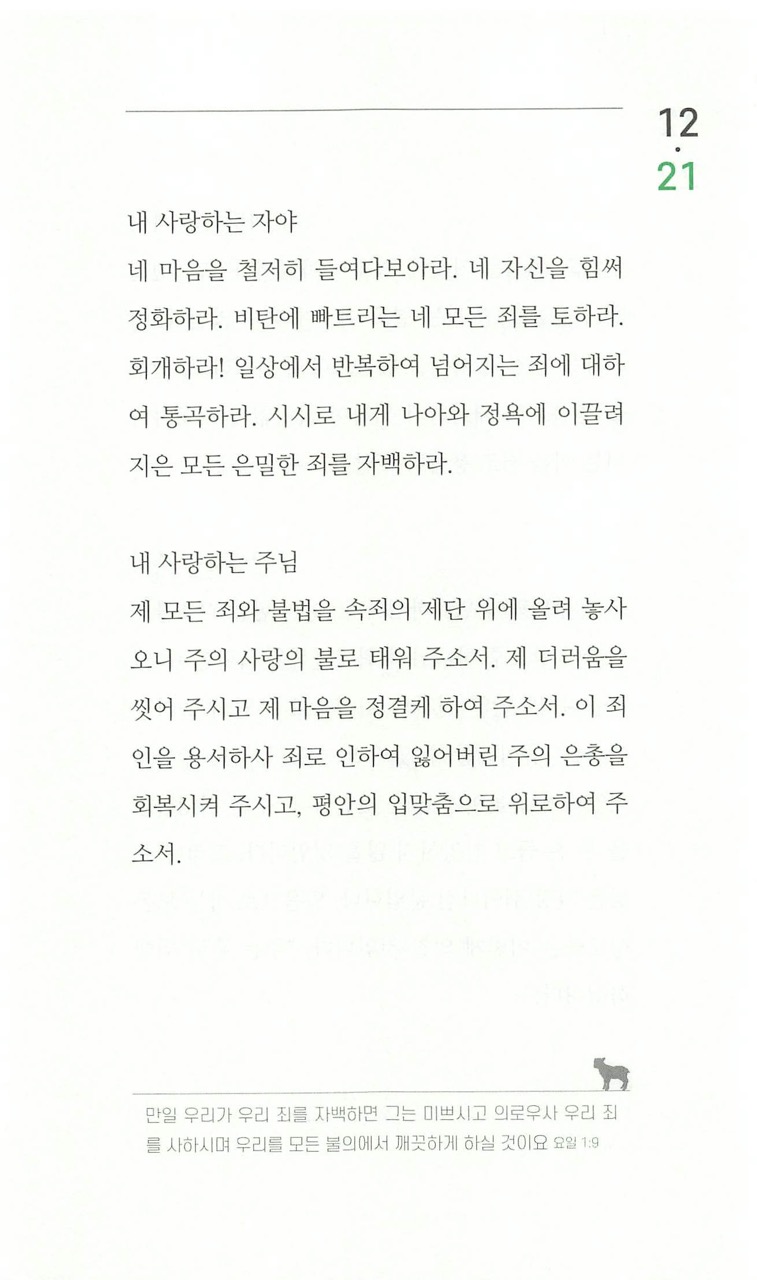 12
·
21
내 사랑하는 자야
네 마음을 철저히 들여다보아라. 네 자신을 힘써
정화하라. 비탄에 빠트리는 네 모든 죄를 토하라.
회개하라! 일상에서 반복하여 넘어지는 죄에 대하
여 통곡하라. 시시로 내게 나아와 정욕에 이끌려
지은 모든 은밀한 죄를 자백하라.
내 사랑하는 주님
제 모든 죄와 불법을 속죄의 제단 위에 올려 놓사
오니 주의 사랑의 불로 태워 주소서. 제 더러움을
씻어 주시고 제 마음을 정결케 하여 주소서. 이 죄
인을 용서하사 죄로 인하여 잃어버린 주의 은총을
회복시켜 주시고, 평안의 입맞춤으로 위로하여 주
소서.
만일 우리가 우리 죄를 자백하면 그는 미쁘시고 의로우사 우리 죄
를 사하시며 우리를 모든 불의에서 깨끗하게 하실 것이요 요일 1:9